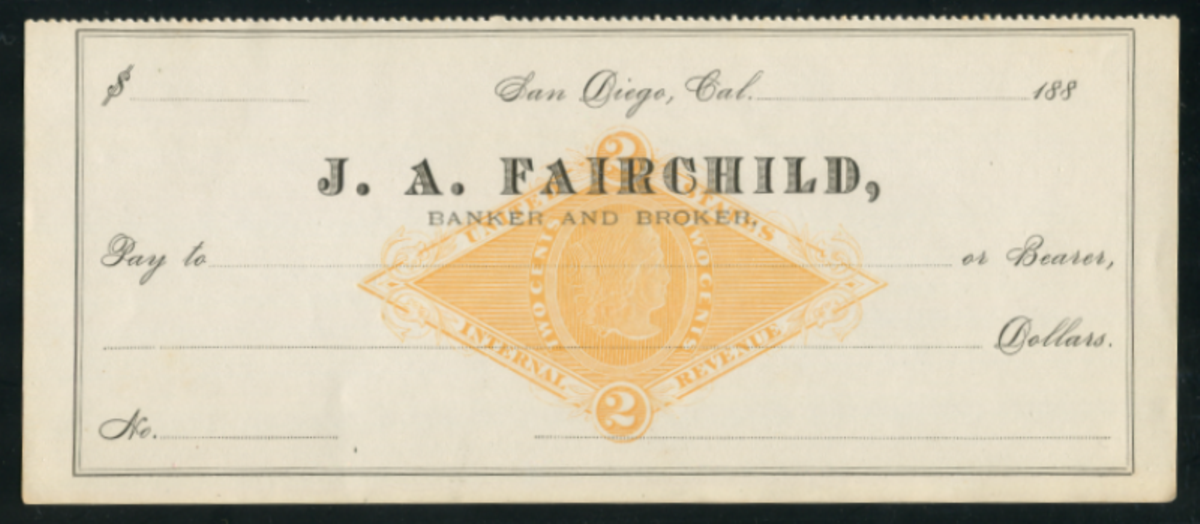 $ San Diego, Cal. 188
2
J. A. FAIRCHILD,
BANKER AND BROKER,
UNITED STATES
TWO CENTS TWO CENTS
Pay to or Bearer,
Dollars.
INTERNAL REVENUE
2
No.